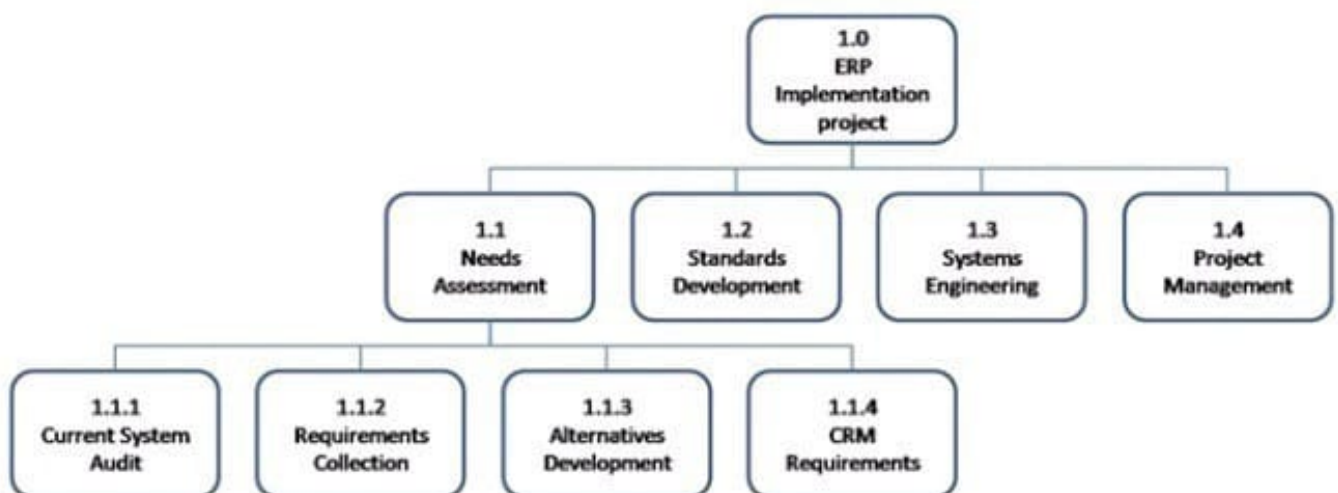 1.0
ERP
Implementation
project
1.1
Needs
Assessment
1.2
Standards
Development
1.3
Systems
Engineering
1.4
Project
Management
1.1.1
Current System
Audit
1.1.2
Requirements
Collection
1.1.3
Alternatives
Development
1.1.4
CRM
Requirements